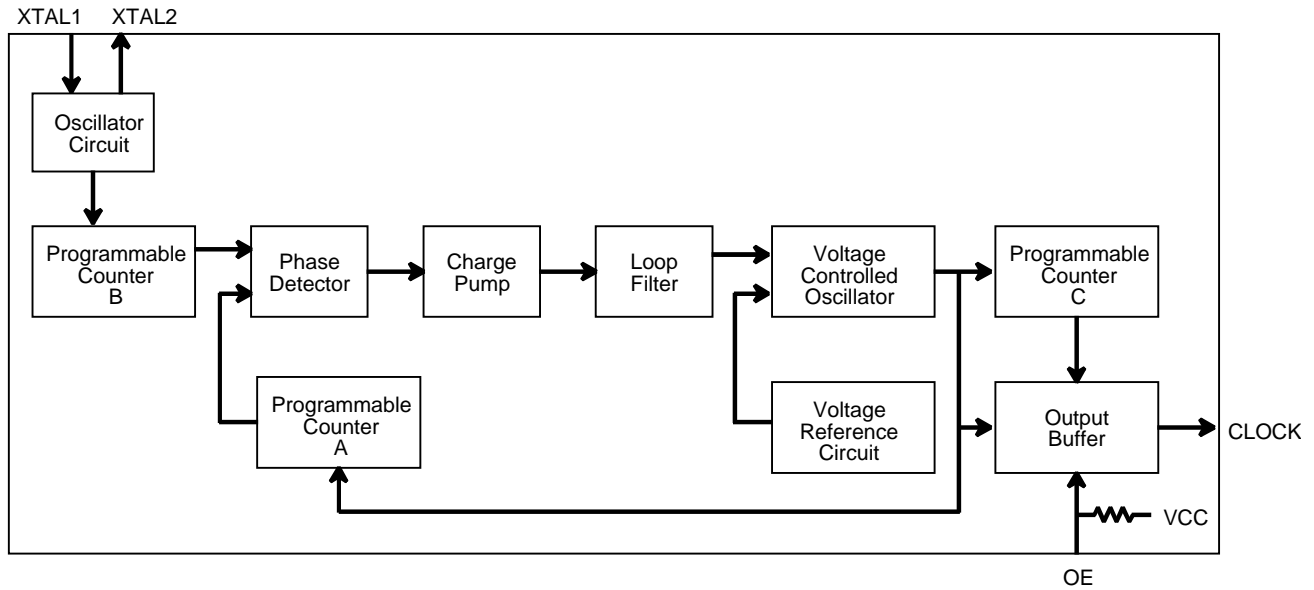 XTAL1 XTAL2
Oscillator
Circuit
Programmable
Counter
B
Phase
Detector
Charge
Pump
Loop
Filter
Voltage
Controlled
Oscillator
Programmable
Counter
C
Programmable
Counter
A
Voltage
Reference
Circuit
Output
Buffer
CLOCK
VCC
OE